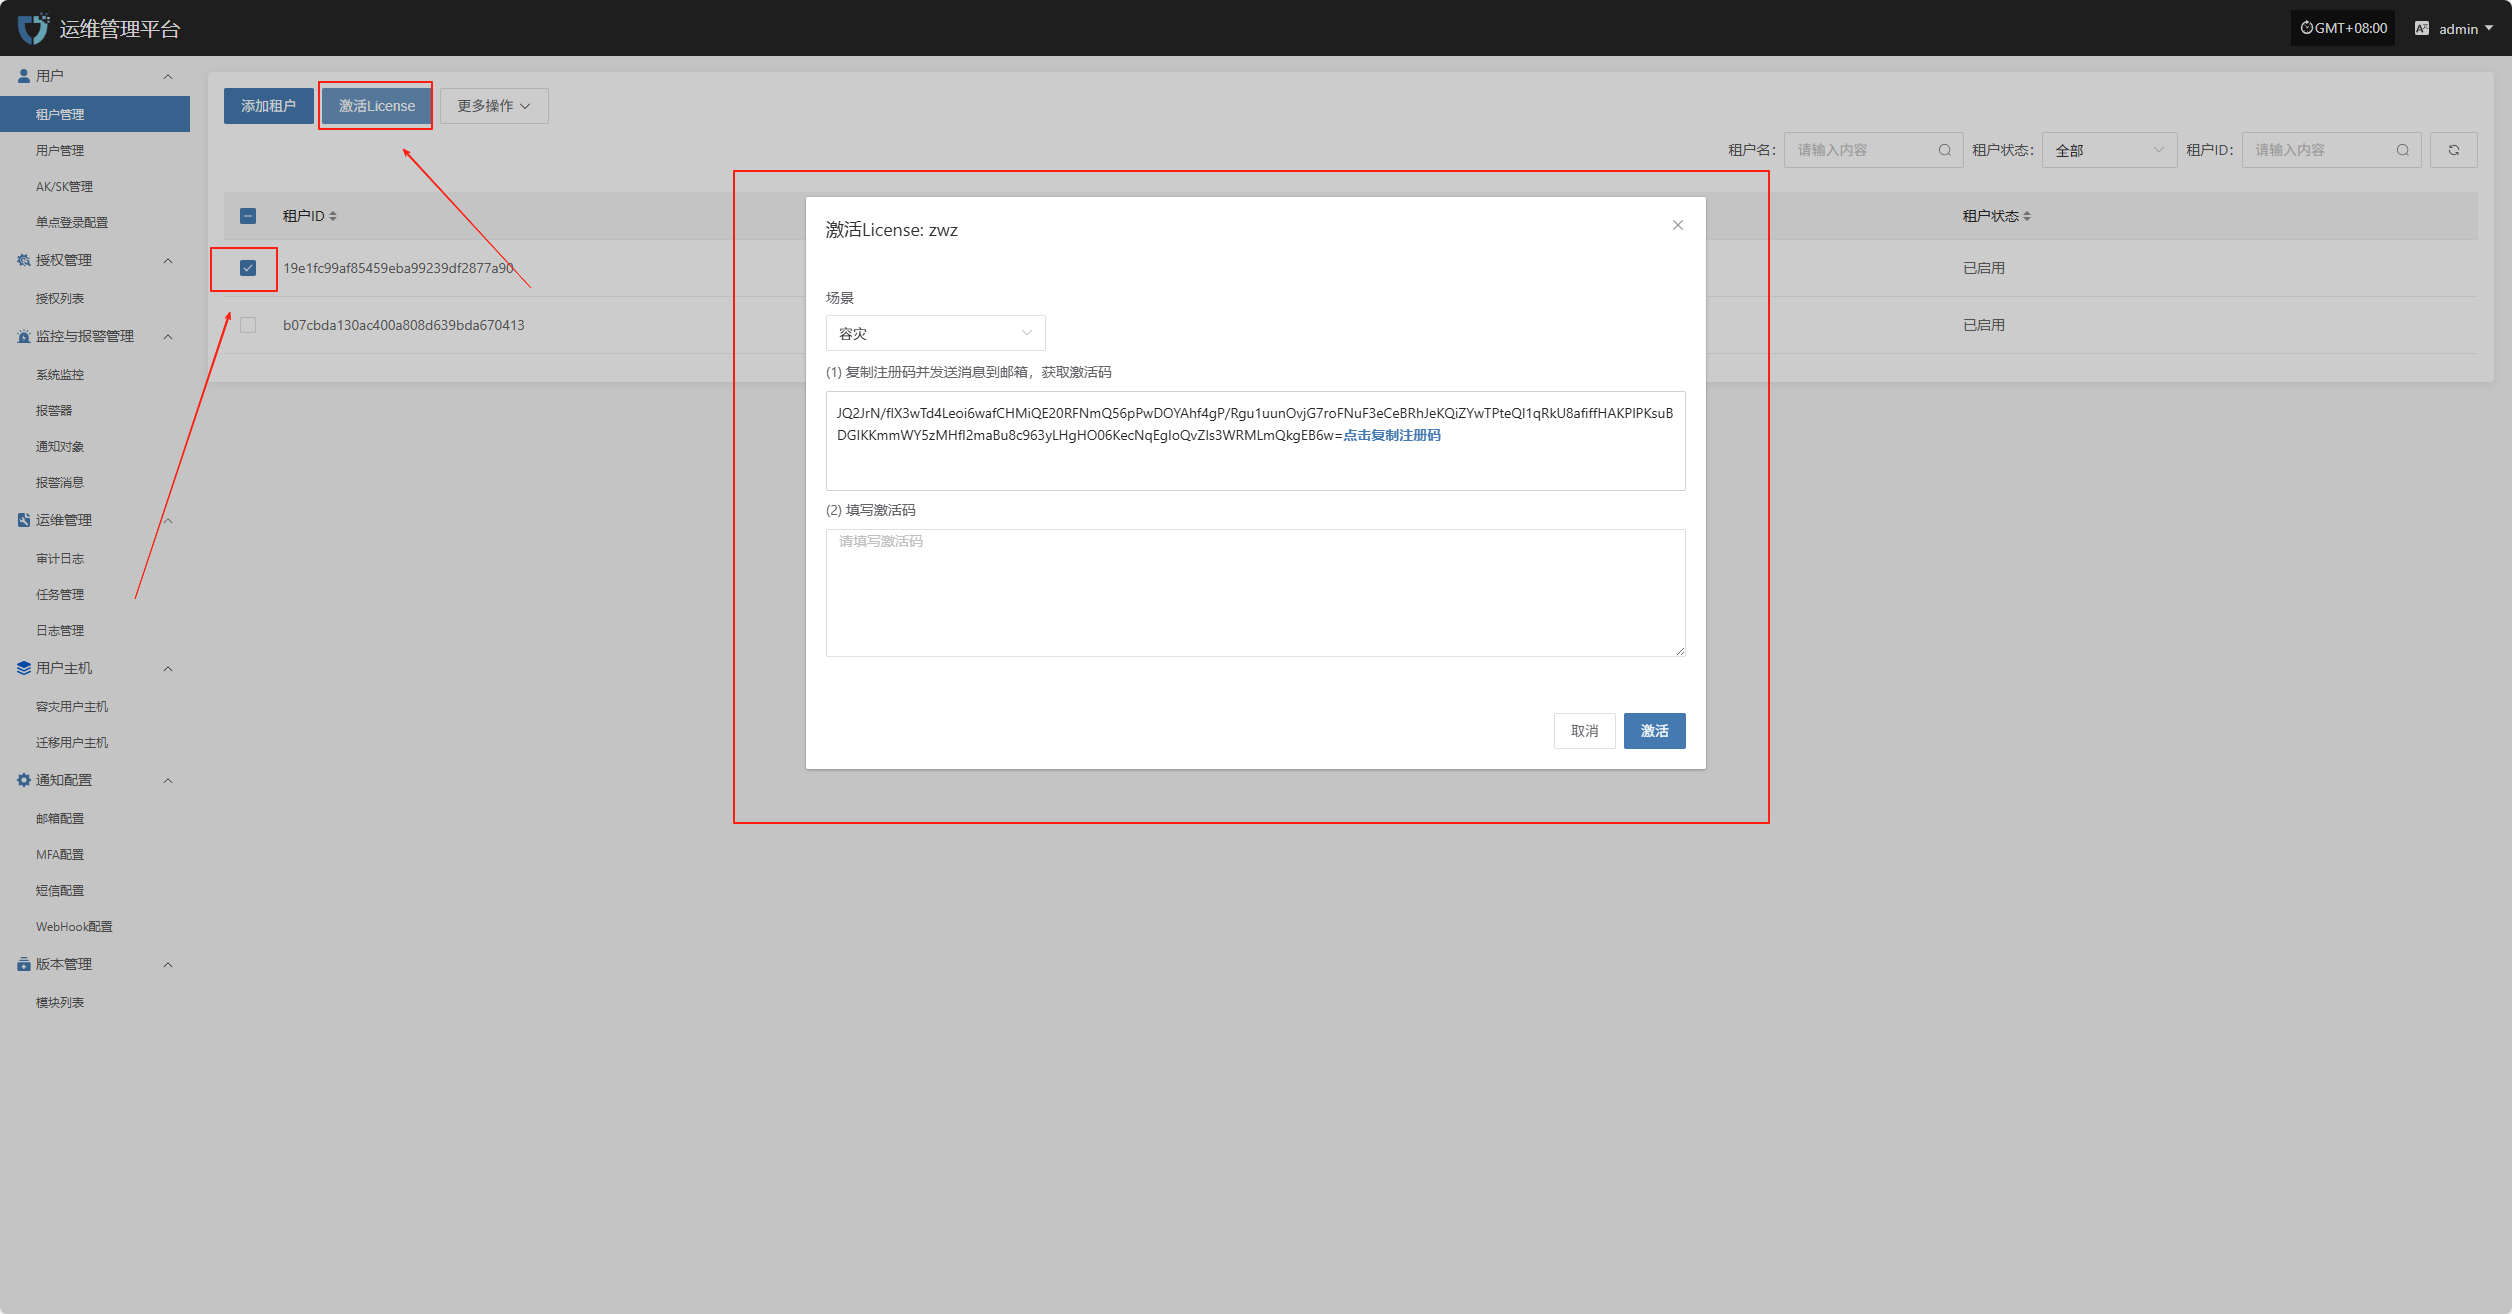 运维管理平台
GMT+08:00
admin
用户
租户管理
用户管理
AK/SK管理
单点登录配置
授权管理
授权列表
监控与报警管理
系统监控
报警器
通知对象
报警消息
运维管理
审计日志
任务管理
日志管理
用户主机
容灾用户主机
迁移用户主机
通知配置
邮箱配置
MFA配置
短信配置
WebHook配置
版本管理
模块列表
添加租户
激活License
更多操作
租户名:
请输入内容
租户状态:
全部
租户ID:
请输入内容
租户ID
租户状态
19e1fc99af85459eba99239df2877a90
已启用
b07cbda130ac400a808d639bda670413
已启用
激活License: zwz
场景
容灾
(1) 复制注册码并发送消息到邮箱，获取激活码
JQ2JrN/flX3wTd4Leoi6wafCHMiQE20RFNmQ56pPwDOYAhf4gP/Rgu1uunOvjG7roFNuF3eCeBRhJeKQiZYwTPteQI1qRkU8afiffHAKPlPKsuB
DGIKKmmWY5zMHfI2maBu8c963yLHgHO06KecNqEgIoQvZIs3WRMLmQkgEB6w=点击复制注册码
(2) 填写激活码
请填写激活码
取消
激活